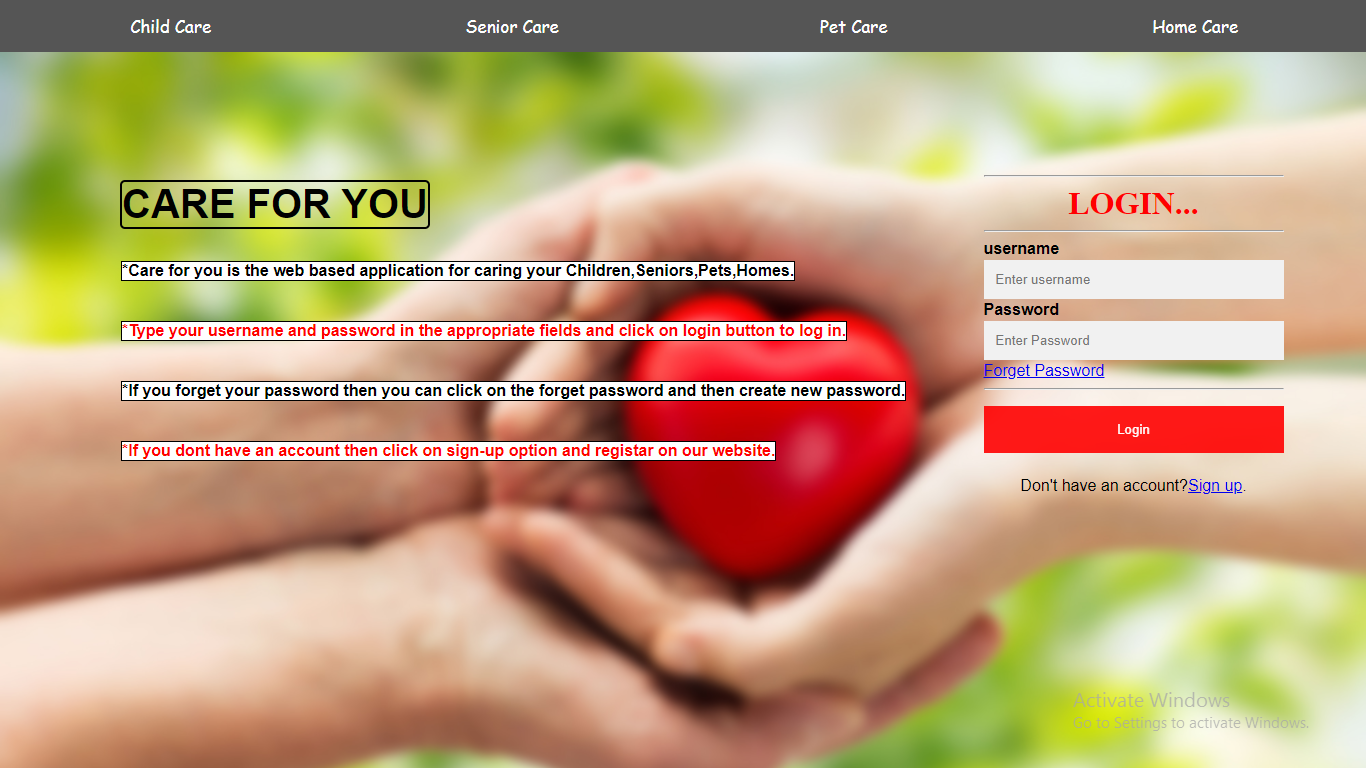 Child Care Senior Care Pet Care Home Care
CARE FOR YOU
*Care for you is the web based application for caring your Children,Seniors,Pets,Homes.
*Type your username and password in the appropriate fields and click on login button to log in.
*If you forget your password then you can click on the forget password and then create new password.
*If you dont have an account then click on sign-up option and registar on our website.
LOGIN...
username
Enter username
Password
Enter Password
Forget Password
Login
Don't have an account?Sign up.
Activate Windows
Go to Settings to activate Windows.